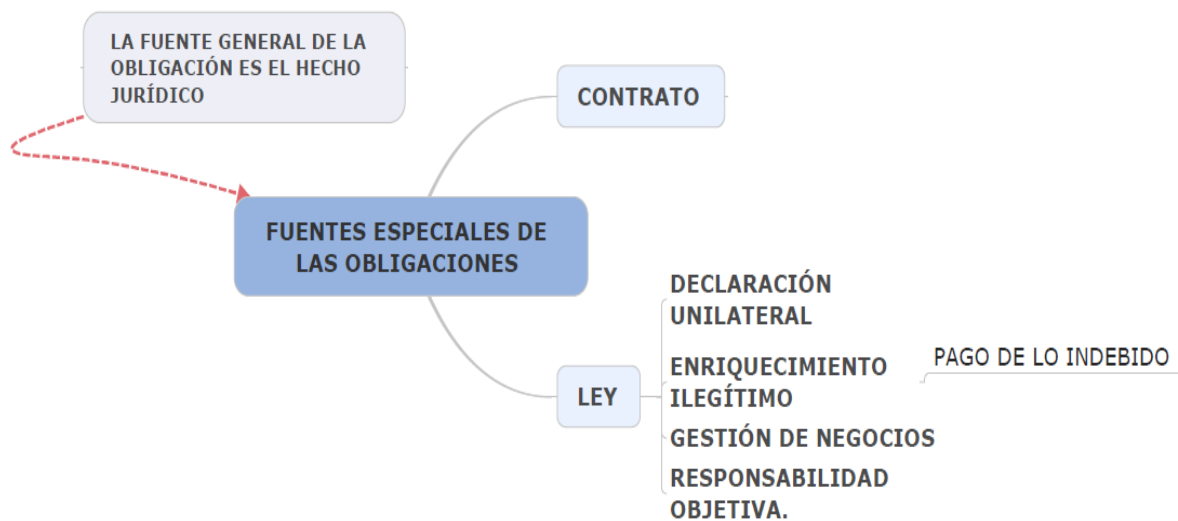 LA FUENTE GENERAL DE LA
OBLIGACIÓN ES EL HECHO
JURÍDICO
CONTRATO
FUENTES ESPECIALES DE
LAS OBLIGACIONES
LEY
DECLARACIÓN
UNILATERAL
ENRIQUECIMIENTO
ILEGÍTIMO
PAGO DE LO INDEBIDO
GESTIÓN DE NEGOCIOS
RESPONSABILIDAD
OBJETIVA.